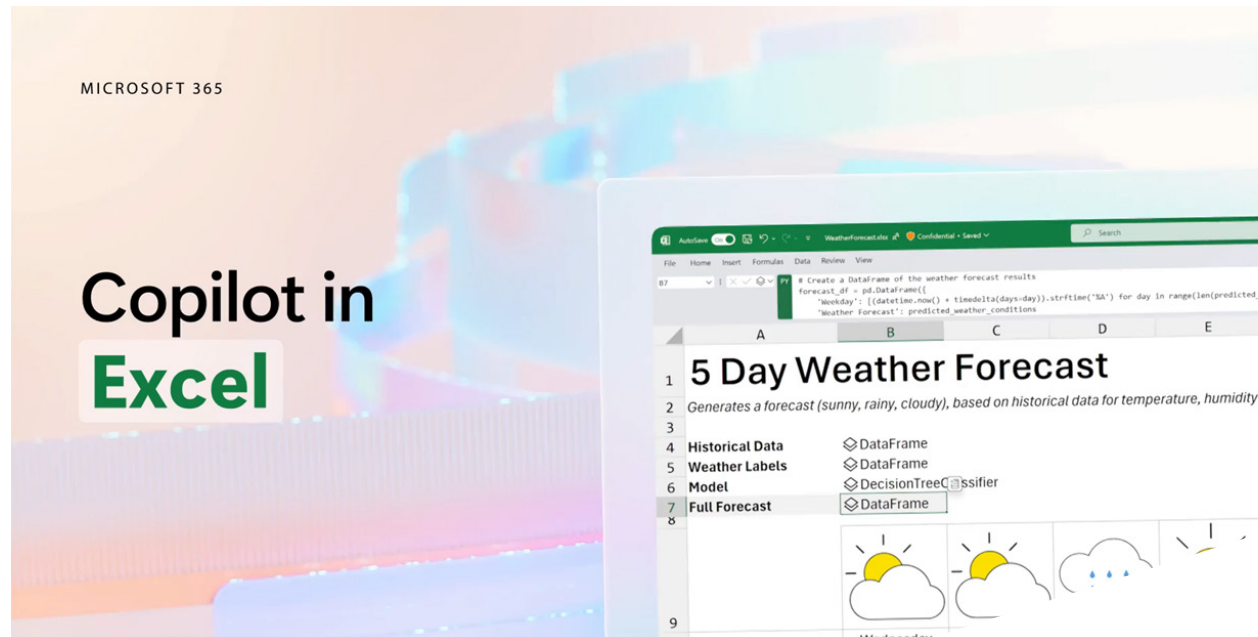 MICROSOFT 365
Copilot in
Excel
AutoSave On WeatherForecast.xlsx Confidential • Saved Search
File Home Insert Formulas Data Review View
B7 PY # Create a DataFrame of the weather forecast results
forecast_df = pd.DataFrame({
'Weekday': [(datetime.now() + timedelta(days=day)).strftime("%A") for day in range(len(predicted_
'Weather Forecast': predicted_weather_conditions
A B C D E
1 5 Day Weather Forecast
2 Generates a forecast (sunny, rainy, cloudy), based on historical data for temperature, humidity
3
4 Historical Data DataFrame
5 Weather Labels DataFrame
6 Model DecisionTreeClassifier
7 Full Forecast DataFrame
8
9